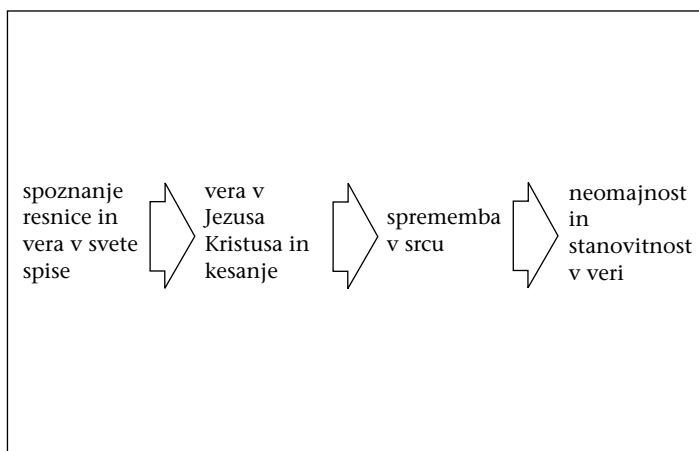 spoznanje
resnice in
vera v svete
spise
vera v
Jezusa
Kristusa in
kesanje
sprememba
v srcu
neomajnost
in
stanovitnost
v veri